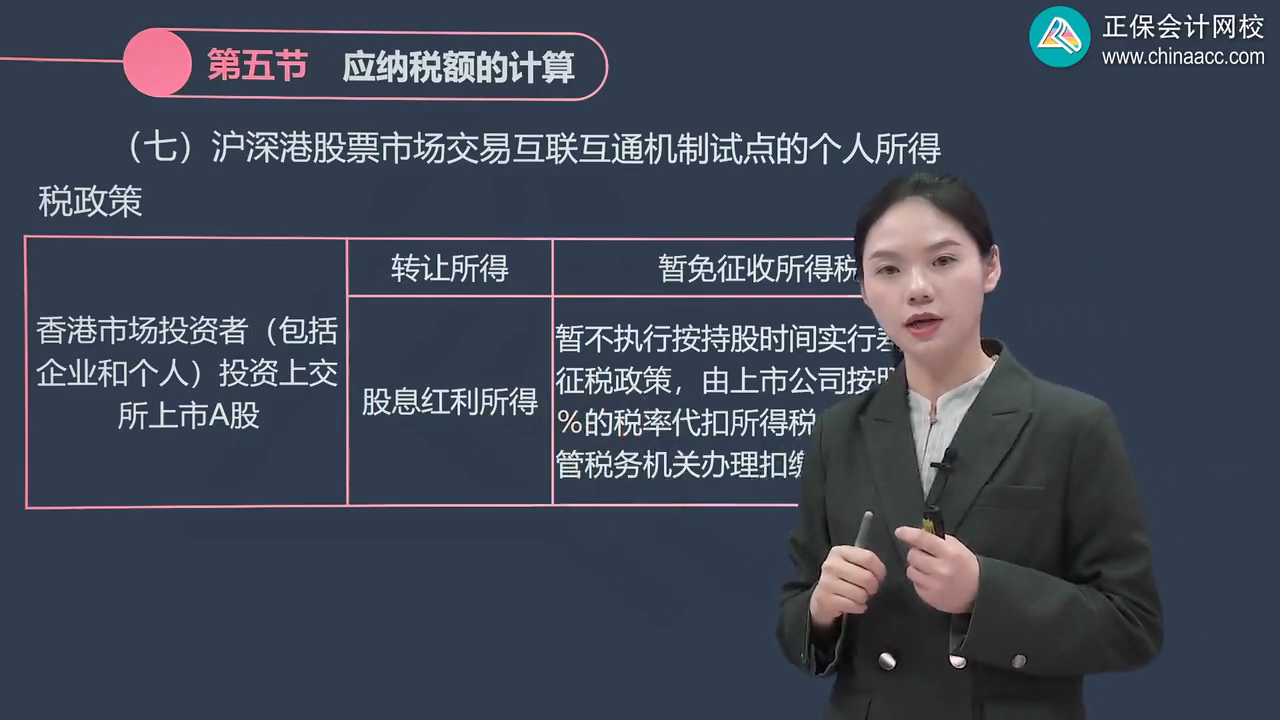 正保会计网校
www.chinaacc.com
第五节 应纳税额的计算
（七）沪深港股票市场交易互联互通机制试点的个人所得
税政策
香港市场投资者（包括
企业和个人）投资上交
所上市A股
转让所得
暂免征收所得税
股息红利所得
暂不执行按持股时间实行
征税政策，由上市公司按
%的税率代扣所得税
管税务机关办理扣